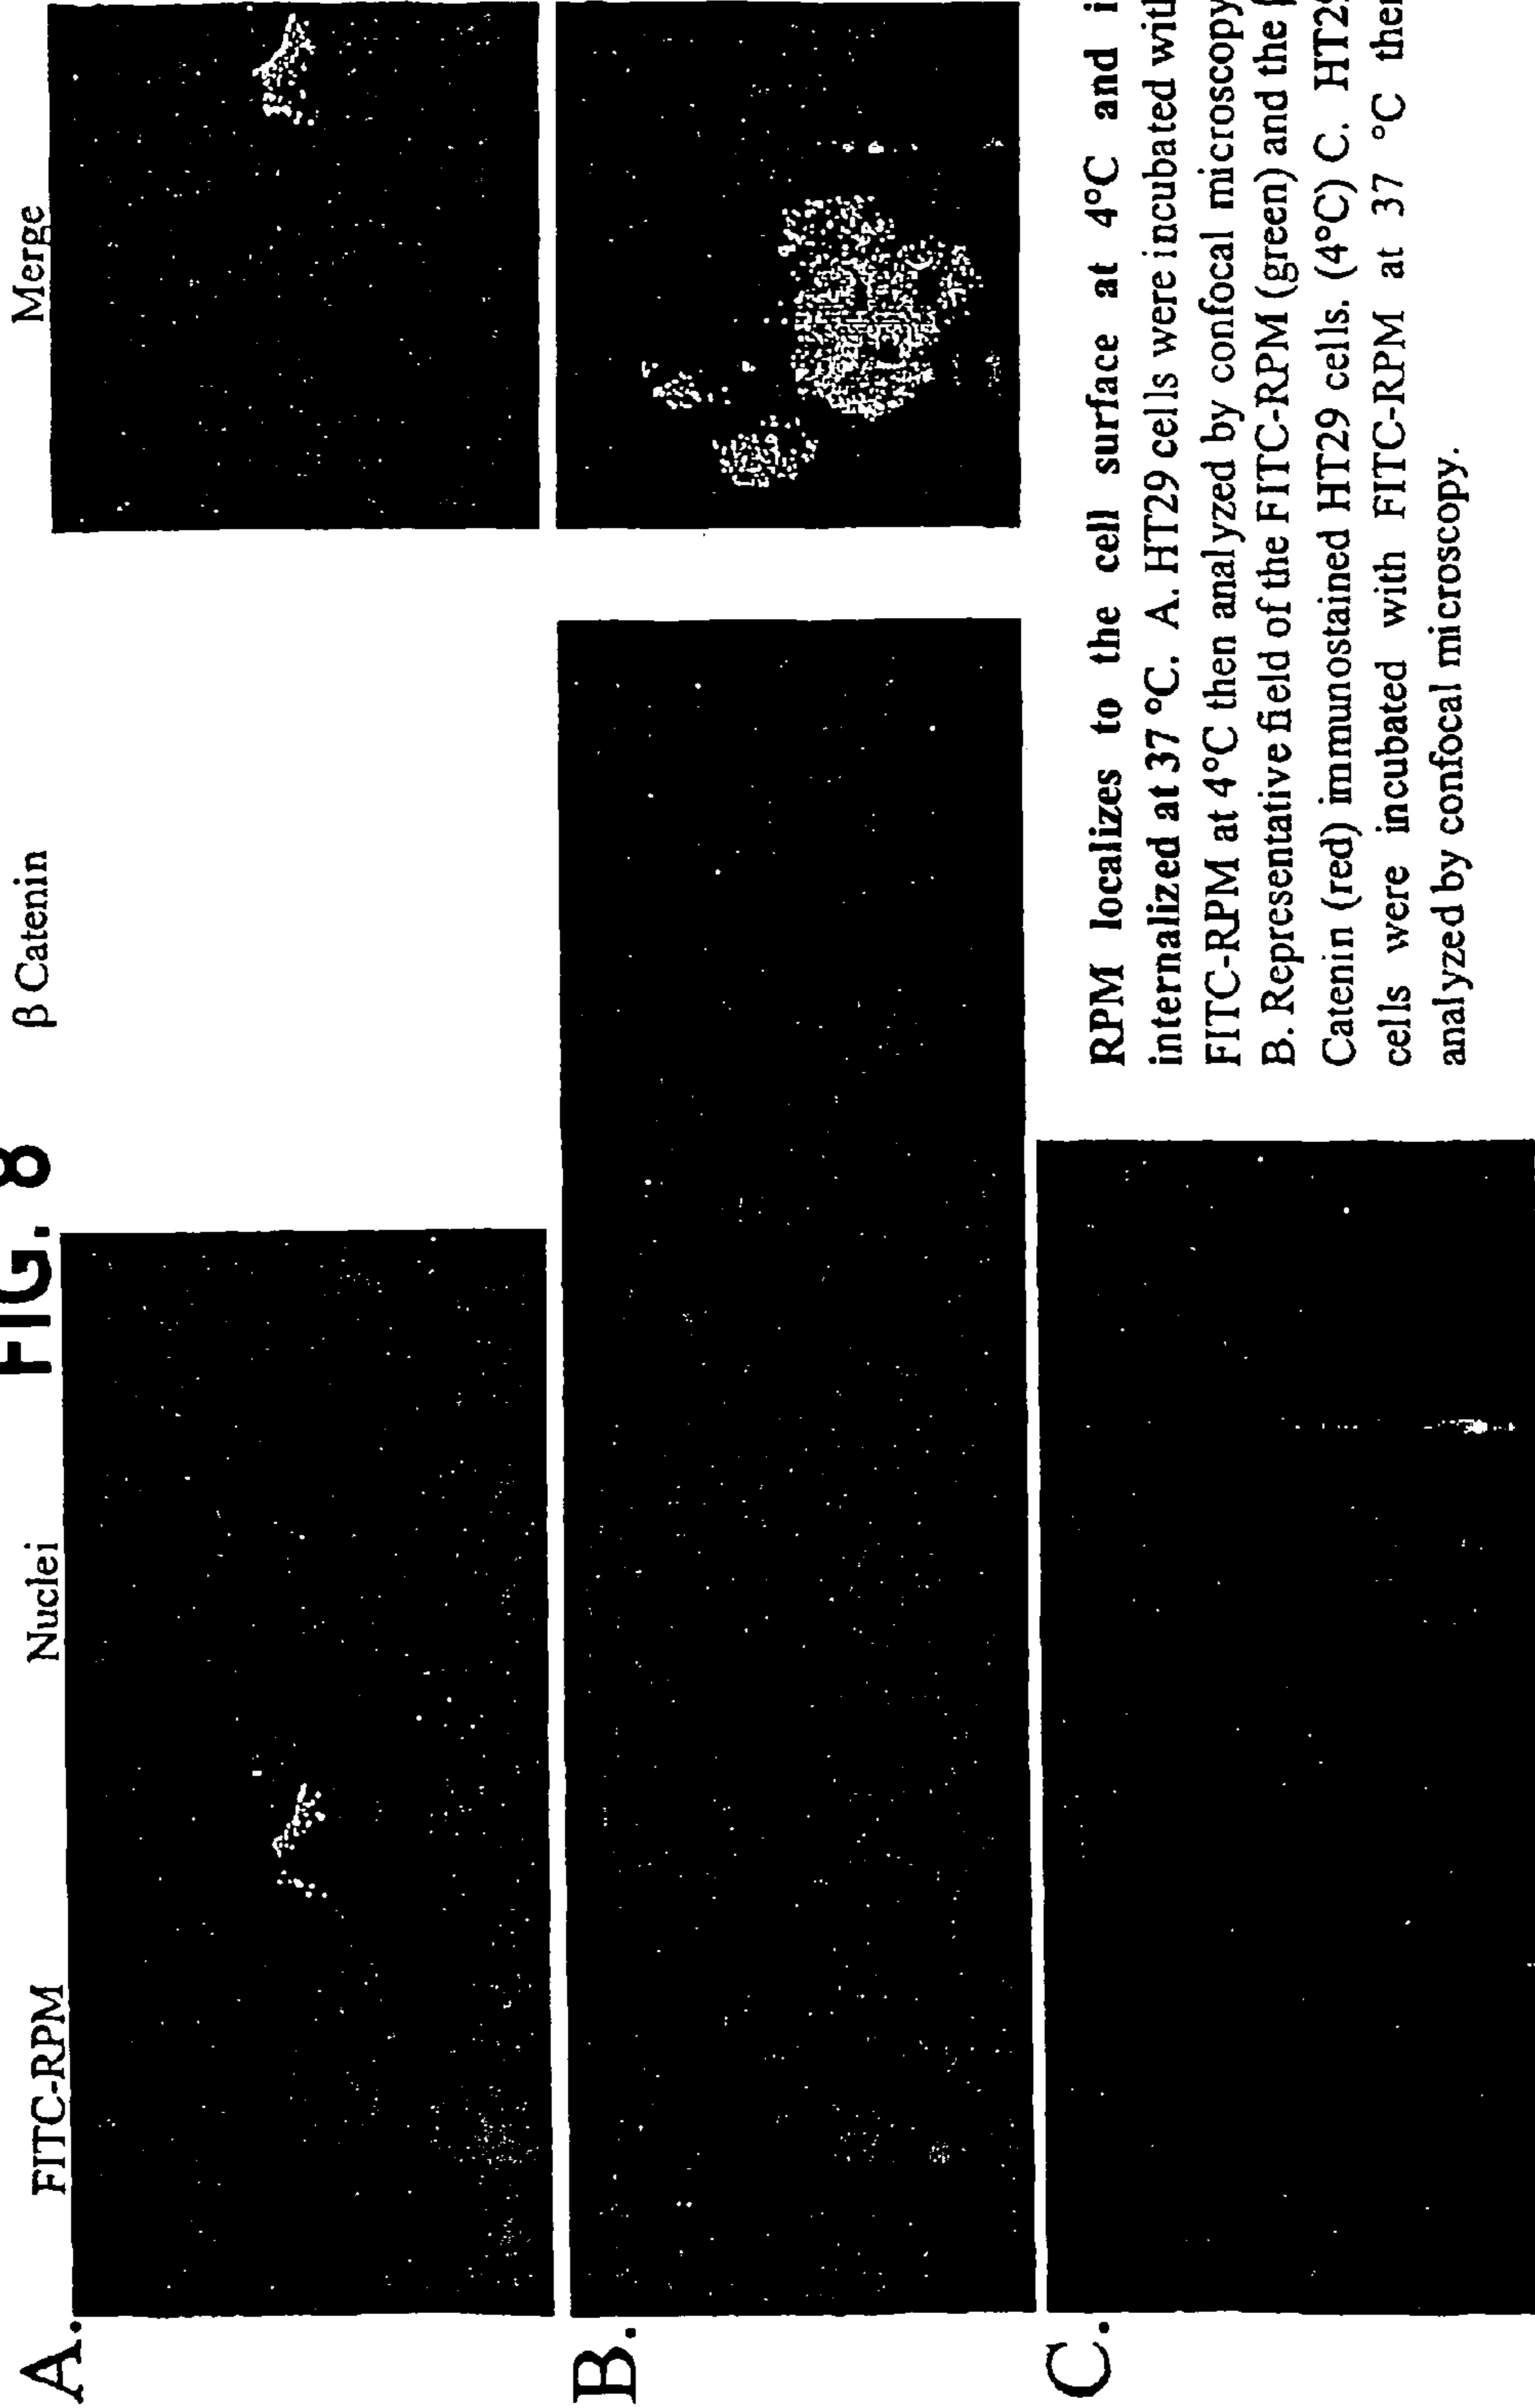 FIG. 8
FITC-RPM Nuclei β Catenin Merge
A.
B.
C.
RPM localizes to the cell surface at 4°C and i
internalized at 37 °C. A. HT29 cells were incubated with
FITC-RPM at 4°C then analyzed by confocal microscopy
B. Representative field of the FITC-RPM (green) and the
Catenin (red) immunostained HT29 cells. (4°C) C. HT29
cells were incubated with FITC-RPM at 37 °C then
analyzed by confocal microscopy.